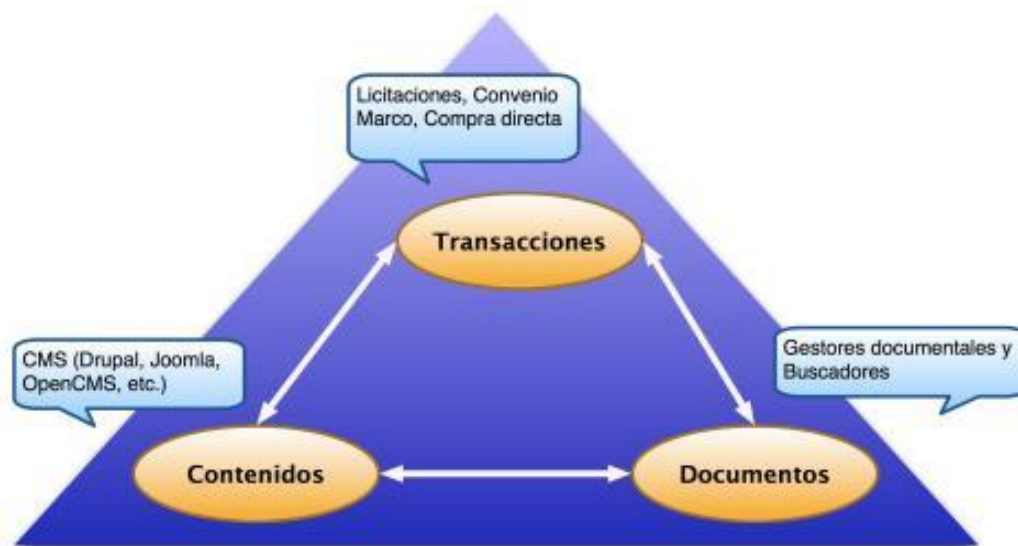 Licitaciones, Convenio
Marco, Compra directa
Transacciones
CMS (Drupal, Joomla,
OpenCMS, etc.)
Gestores documentales y
Buscadores
Contenidos
Documentos